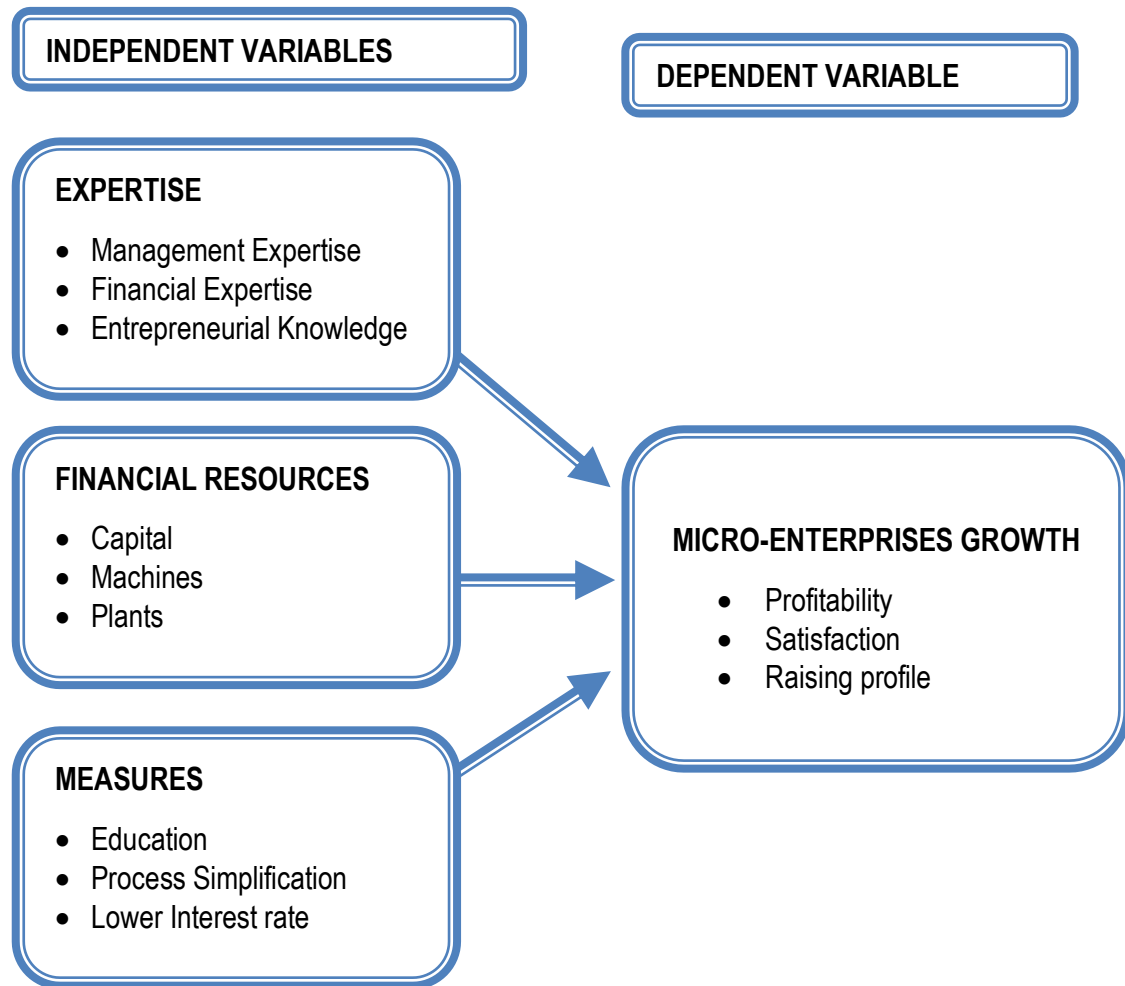 INDEPENDENT VARIABLES
DEPENDENT VARIABLE
EXPERTISE
• Management Expertise
• Financial Expertise
• Entrepreneurial Knowledge
FINANCIAL RESOURCES
• Capital
• Machines
• Plants
MICRO-ENTERPRISES GROWTH
• Profitability
• Satisfaction
• Raising profile
MEASURES
• Education
• Process Simplification
• Lower Interest rate